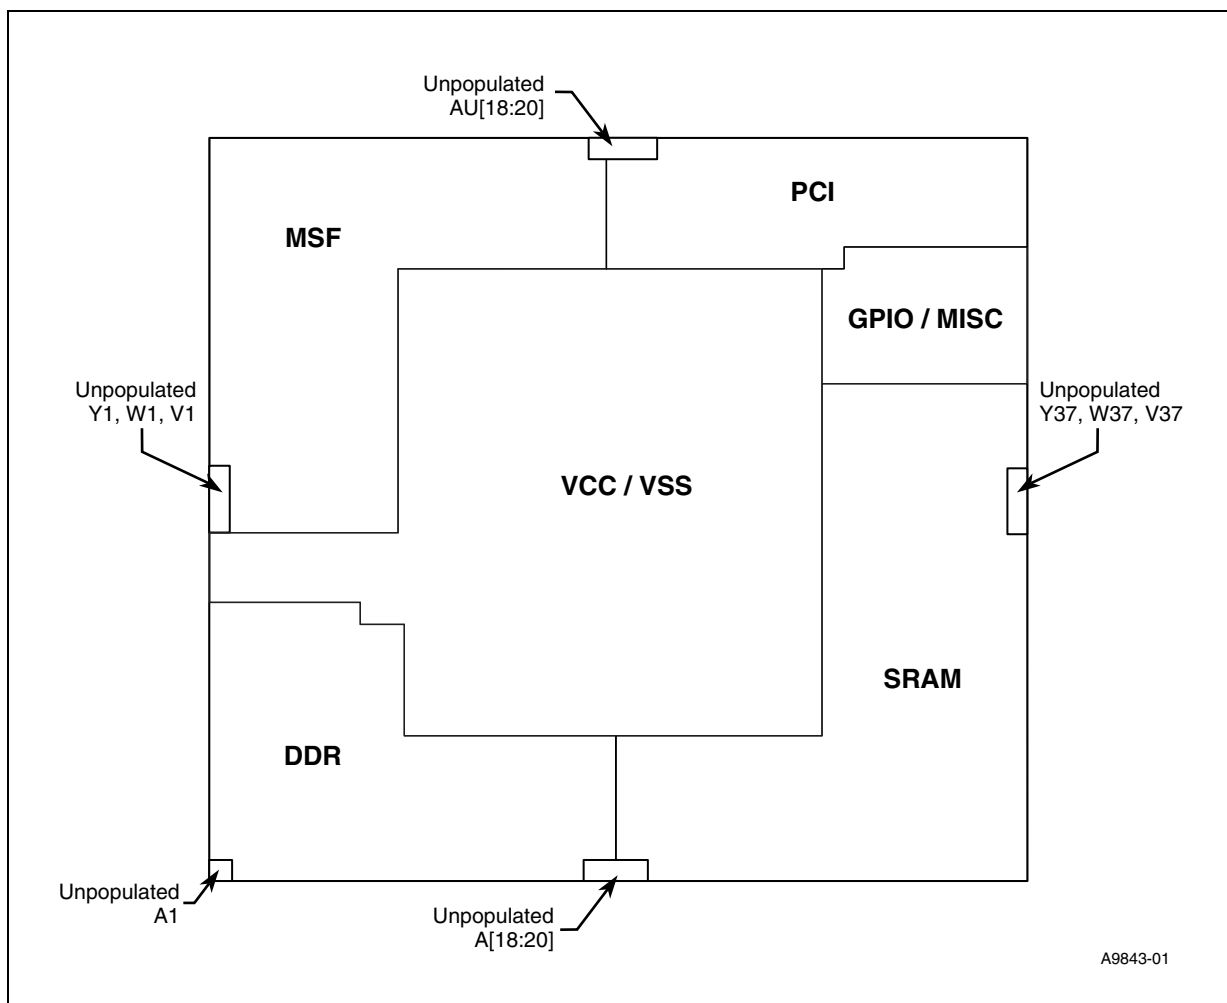 Unpopulated
AU[18:20]
PCI
MSF
GPIO / MISC
Unpopulated
Y1, W1, V1
Unpopulated
Y37, W37, V37
VCC / VSS
SRAM
DDR
Unpopulated
A1
Unpopulated
A[18:20]
A9843-01